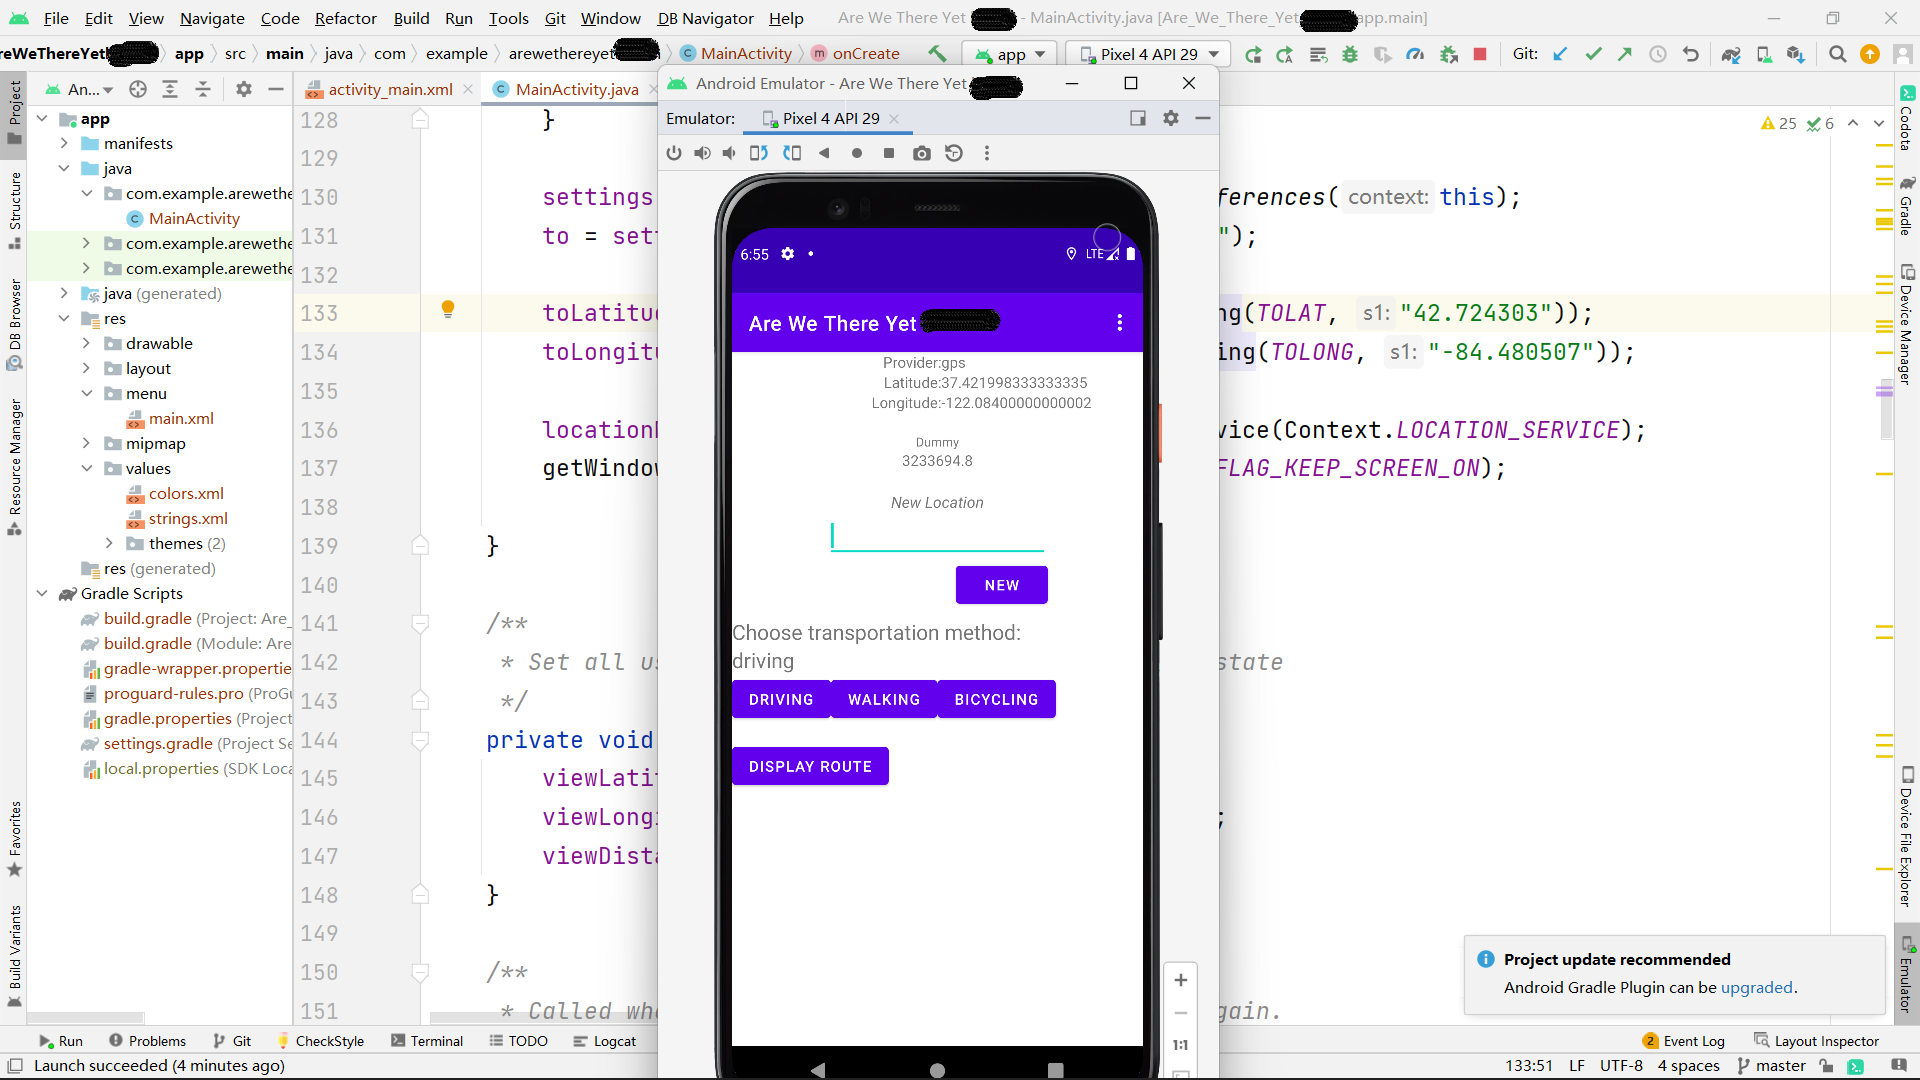 File Edit View Navigate Code Refactor Build Run Tools Git Window DB Navigator Help Are We There Yet - MainActivity.java [Are_We_There_Yet app.main]
reWeThereYet app src main java com example arewethereyet MainActivity onCreate app Pixel 4 API 29 Git:
An... activity_main.xml MainActivity.java
Project
Structure
DB Browser
Resource Manager
Favorites
Build Variants
app
manifests
java
com.example.arewethe
MainActivity
com.example.arewethe
com.example.arewethe
java (generated)
res
drawable
layout
menu
main.xml
mipmap
values
colors.xml
strings.xml
themes (2)
res (generated)
Gradle Scripts
build.gradle (Project: Are_
build.gradle (Module: Are
gradle-wrapper.propertie
proguard-rules.pro (ProGu
gradle.properties (Project
settings.gradle (Project Se
local.properties (SDK Loca
128 }
129
130 settings ferences( context: this);
131 to = set ");
132
133 toLatitud ng(TOLAT, s1: "42.724303"));
134 toLongitu ing(TOLONG, s1: "-84.480507"));
135
136 location vice(Context.LOCATION_SERVICE);
137 getWindow FLAG_KEEP_SCREEN_ON);
138
139 }
140
141 /**
142 * Set all us state
143 */
144 private void
145 viewLati
146 viewLong ;
147 viewDista
148 }
149
150 /**
151 * Called whe gain.
25 6
Android Emulator - Are We There Yet
Emulator: Pixel 4 API 29
6:55 LTE
Are We There Yet
Provider:gps
Latitude:37.421998333333335
Longitude:-122.08400000000002
Dummy
3233694.8
New Location
NEW
Choose transportation method:
driving
DRIVING WALKING BICYCLING
DISPLAY ROUTE
1:1
Codota
Gradle
Device Manager
Device File Explorer
Emulator
Project update recommended
Android Gradle Plugin can be upgraded.
Run Problems Git CheckStyle Terminal TODO Logcat 2 Event Log Layout Inspector
Launch succeeded (4 minutes ago) 133:51 LF UTF-8 4 spaces master